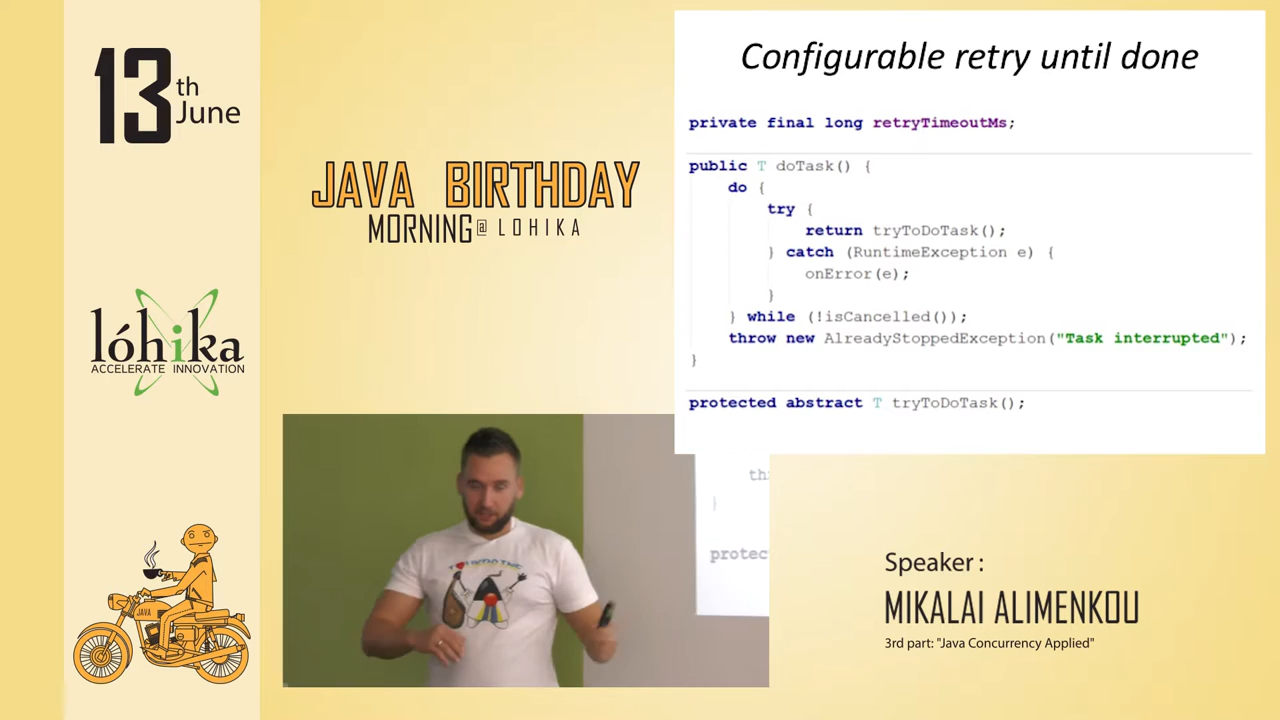 13th June
lóhika
ACCELERATE INNOVATION
JAVA
JAVA BIRTHDAY
MORNING @ LOHIKA
Configurable retry until done
private final long retryTimeoutMs;
public T doTask() {
do {
try {
return tryToDoTask();
} catch (RuntimeException e) {
onError(e);
}
} while (!isCancelled());
throw new AlreadyStoppedException("Task interrupted");
}
protected abstract T tryToDoTask();
th
}
protec
Speaker :
MIKALAI ALIMENKOU
3rd part: "Java Concurrency Applied"